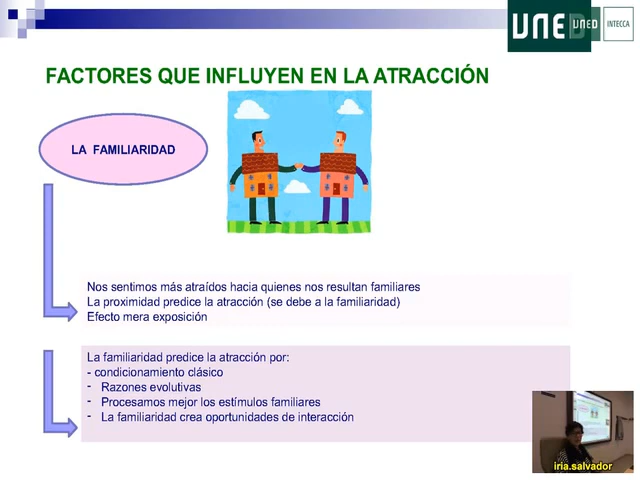 UNED
UNED
INTECCA
FACTORES QUE INFLUYEN EN LA ATRACCIÓN
LA FAMILIARIDAD
Nos sentimos más atraídos hacia quienes nos resultan familiares
La proximidad predice la atracción (se debe a la familiaridad)
Efecto mera exposición
La familiaridad predice la atracción por:
- condicionamiento clásico
- Razones evolutivas
- Procesamos mejor los estímulos familiares
- La familiaridad crea oportunidades de interacción
iria.salvador